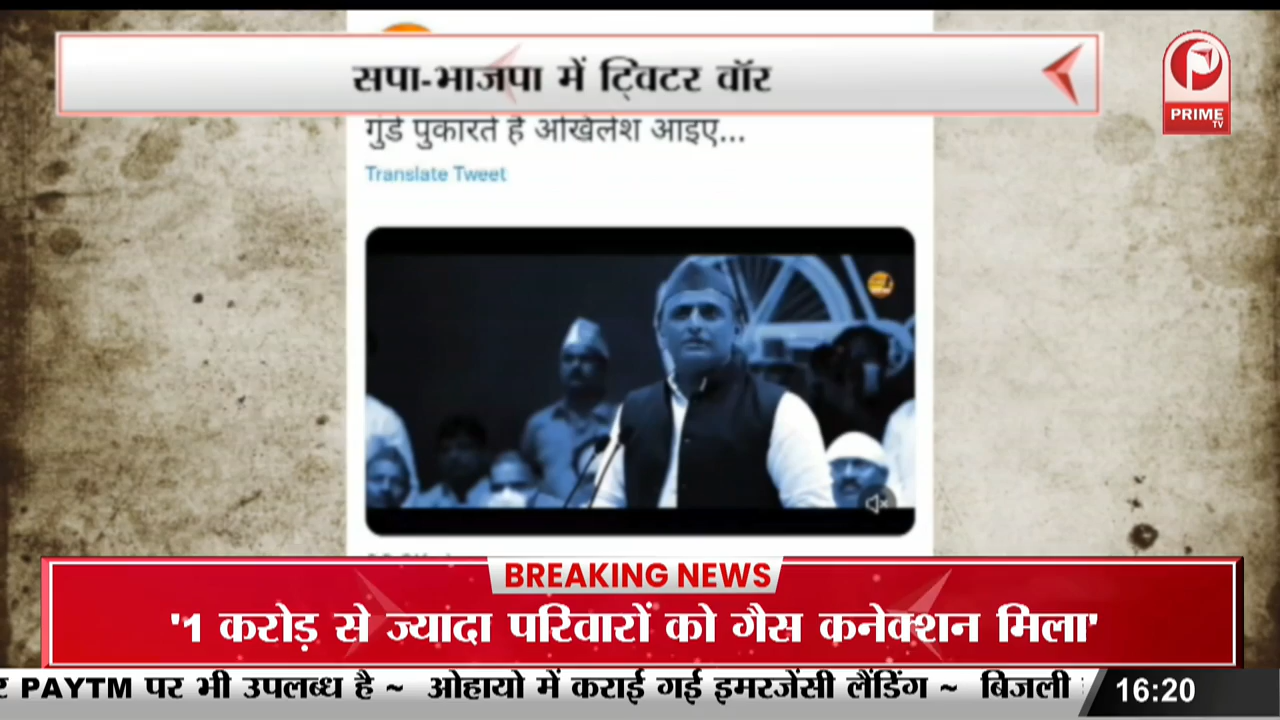 सपा-भाजपा में ट्विटर वॉर
PRIME
TV
गुंडे पुकारते है अखिलेश आइए...
Translate Tweet
BREAKING NEWS
'1 करोड़ से ज्यादा परिवारों को गैस कनेक्शन मिला'
PAYTM पर भी उपलब्ध है ~ ओहायो में कराई गई इमरजेंसी लैंडिंग ~ बिजली
16:20